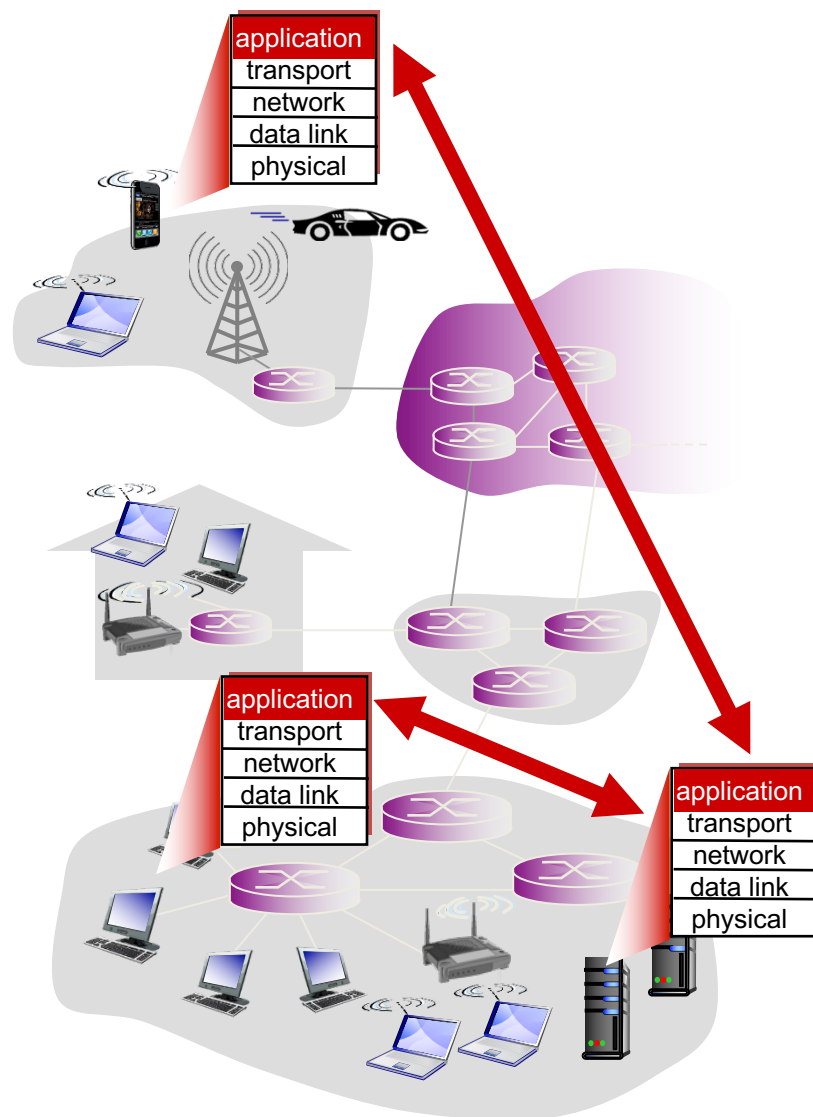 application
transport
network
data link
physical
application
transport
network
data link
physical
application
transport
network
data link
physical